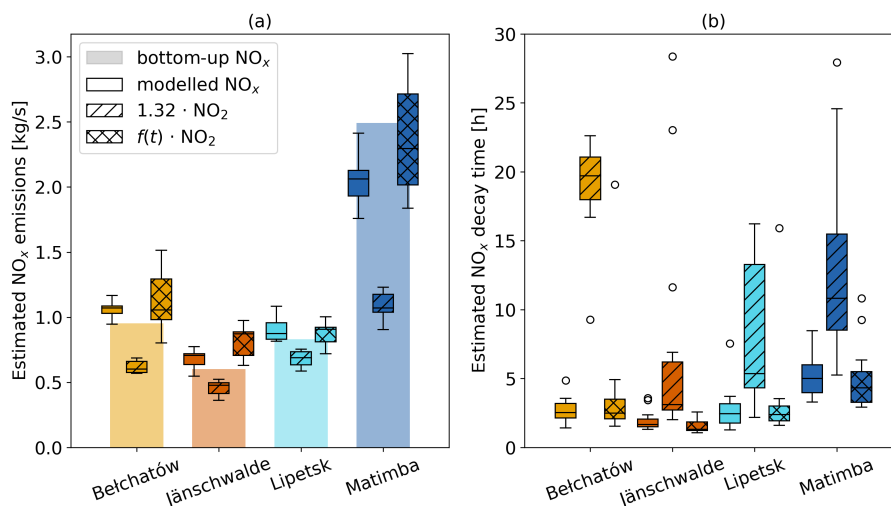 (a)
Estimated NOₓ emissions [kg/s]
3.0
2.5
2.0
1.5
1.0
0.5
0.0
bottom-up NOₓ
modelled NOₓ
1.32 · NO₂
f(t) · NO₂
Bełchatów
Jänschwalde
Lipetsk
Matimba
(b)
Estimated NOₓ decay time [h]
30
25
20
15
10
5
0
Bełchatów
Jänschwalde
Lipetsk
Matimba